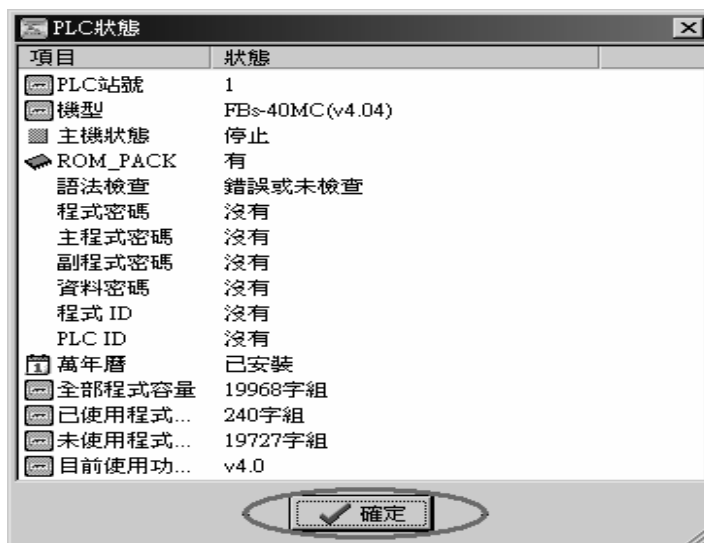 PLC狀態
項目 狀態
PLC站號 1
機型 FBs-40MC(v4.04)
主機狀態 停止
ROM_PACK 有
語法檢查 錯誤或未檢查
程式密碼 沒有
主程式密碼 沒有
副程式密碼 沒有
資料密碼 沒有
程式 ID 沒有
PLC ID 沒有
萬年曆 已安裝
全部程式容量 19968字組
已使用程式... 240字組
未使用程式... 19727字組
目前使用功... v4.0
確定